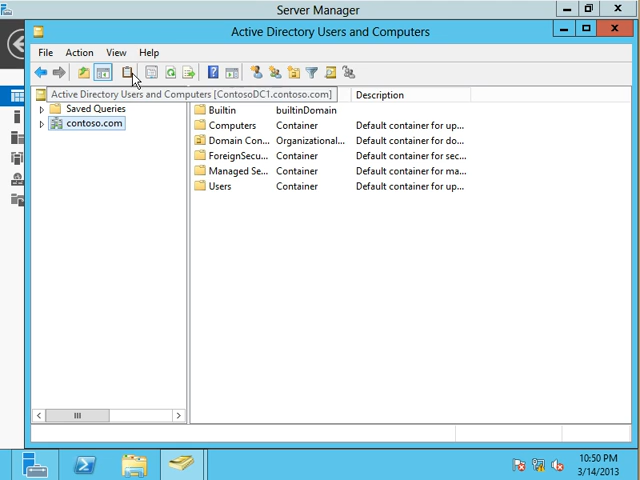 Server Manager
Active Directory Users and Computers
File Action View Help
Active Directory Users and Computers [ContosoDC1.contoso.com]
Description
Saved Queries
contoso.com
Builtin builtinDomain
Computers Container Default container for up...
Domain Con... Organizational... Default container for do...
ForeignSecu... Container Default container for sec...
Managed Se... Container Default container for ma...
Users Container Default container for up...
10:50 PM
3/14/2013